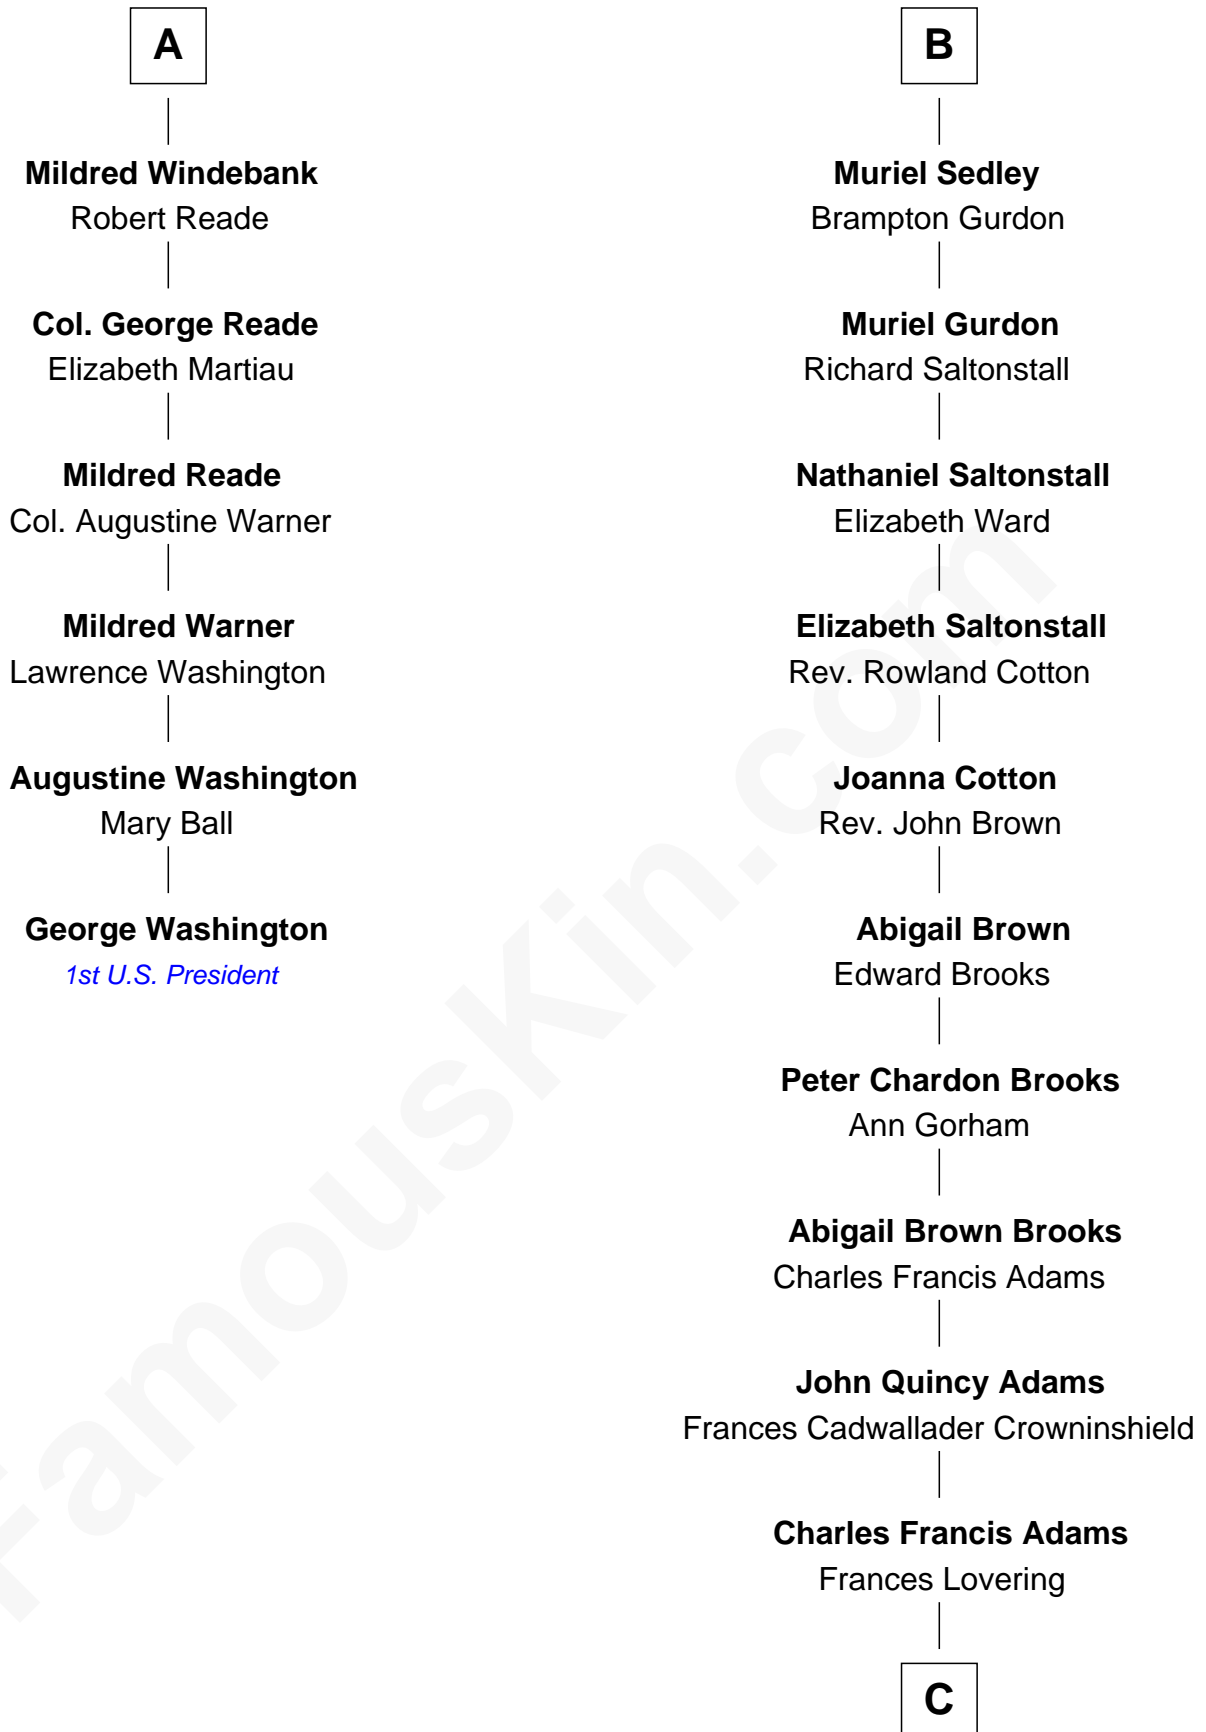 A
Mildred Windebank
Robert Reade
Col. George Reade
Elizabeth Martiau
Mildred Reade
Col. Augustine Warner
Mildred Warner
Lawrence Washington
Augustine Washington
Mary Ball
George Washington
1st U.S. President
B
Muriel Sedley
Brampton Gurdon
Muriel Gurdon
Richard Saltonstall
Nathaniel Saltonstall
Elizabeth Ward
Elizabeth Saltonstall
Rev. Rowland Cotton
Joanna Cotton
Rev. John Brown
Abigail Brown
Edward Brooks
Peter Chardon Brooks
Ann Gorham
Abigail Brown Brooks
Charles Francis Adams
John Quincy Adams
Frances Cadwallader Crowninshield
Charles Francis Adams
Frances Lovering
C
FamousKin.com